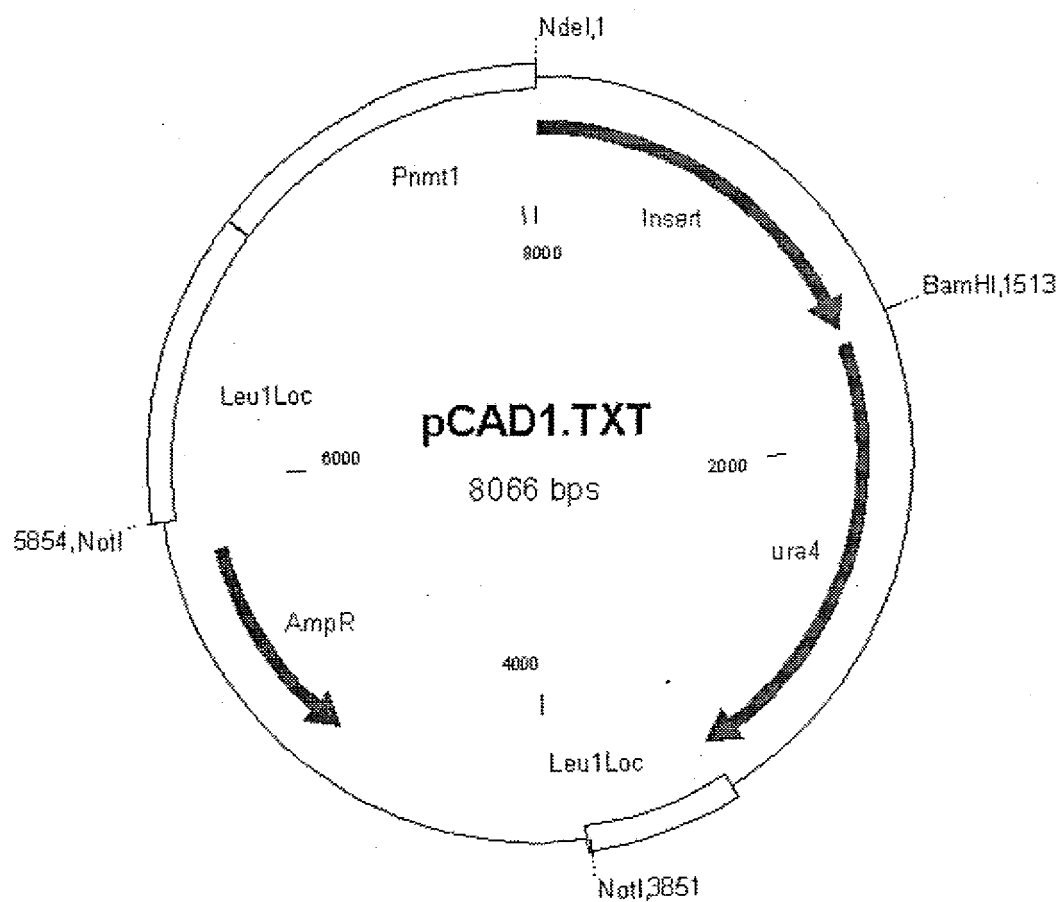 NdeI,1
Pnmt1
Insert
8000
BamHI,1513
Leu1Loc
pCAD1.TXT
6000
2000
8066 bps
5854,NotI
ura4
AmpR
4000
Leu1Loc
NotI,3851